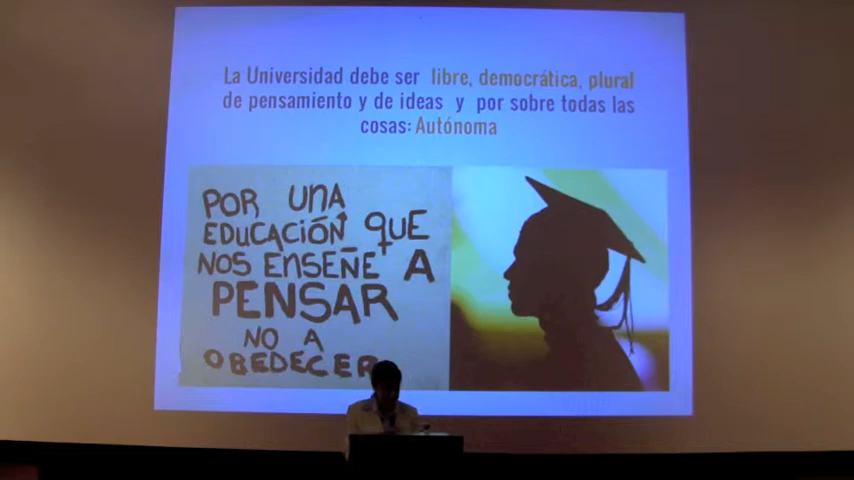 La Universidad debe ser libre, democrática, plural
de pensamiento y de ideas y por sobre todas las
cosas: Autónoma
POR UNA
EDUCACIÓN QUE
NOS ENSEÑE A
PENSAR
NO A
OBEDECER